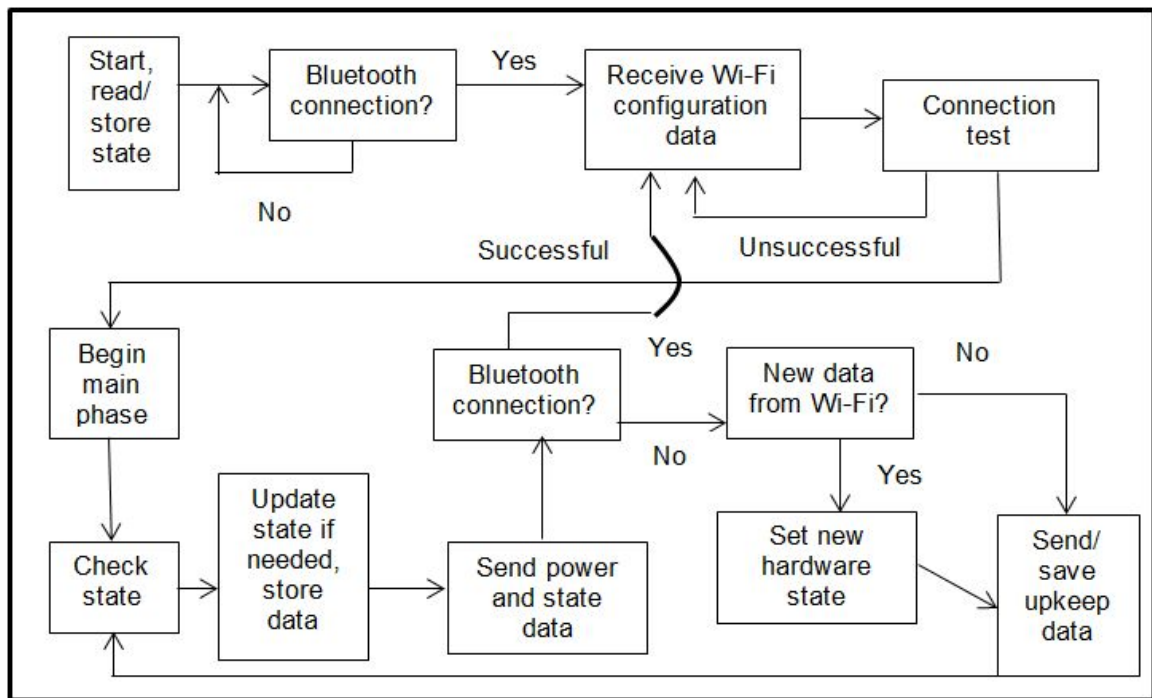 Start,
read/
store
state
Bluetooth
connection?
Yes
Receive Wi-Fi
configuration
data
Connection
test
No
Successful
Unsuccessful
Begin
main
phase
Bluetooth
connection?
Yes
New data
from Wi-Fi?
No
No
Yes
Check
state
Update
state if
needed,
store
data
Send power
and state
data
Set new
hardware
state
Send/
save
upkeep
data